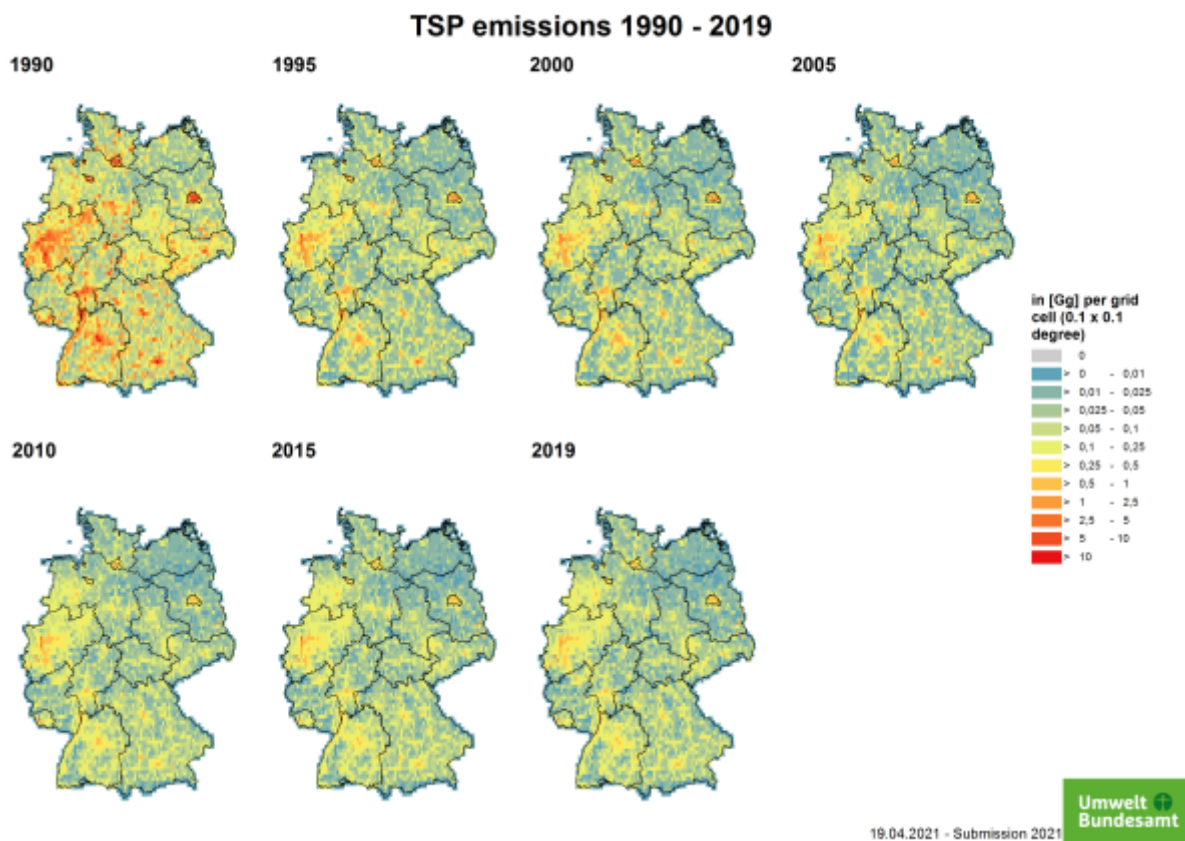 TSP emissions 1990 - 2019
1990
1995
2000
2005
in [Gg] per grid
cell (0.1 x 0.1
degree)
0
> 0 - 0,01
> 0,01 - 0,025
> 0,025 - 0,05
> 0,05 - 0,1
> 0,1 - 0,25
> 0,25 - 0,5
> 0,5 - 1
> 1 - 2,5
> 2,5 - 5
> 5 - 10
> 10
2010
2015
2019
Umwelt
Bundesamt
19.04.2021 - Submission 2021